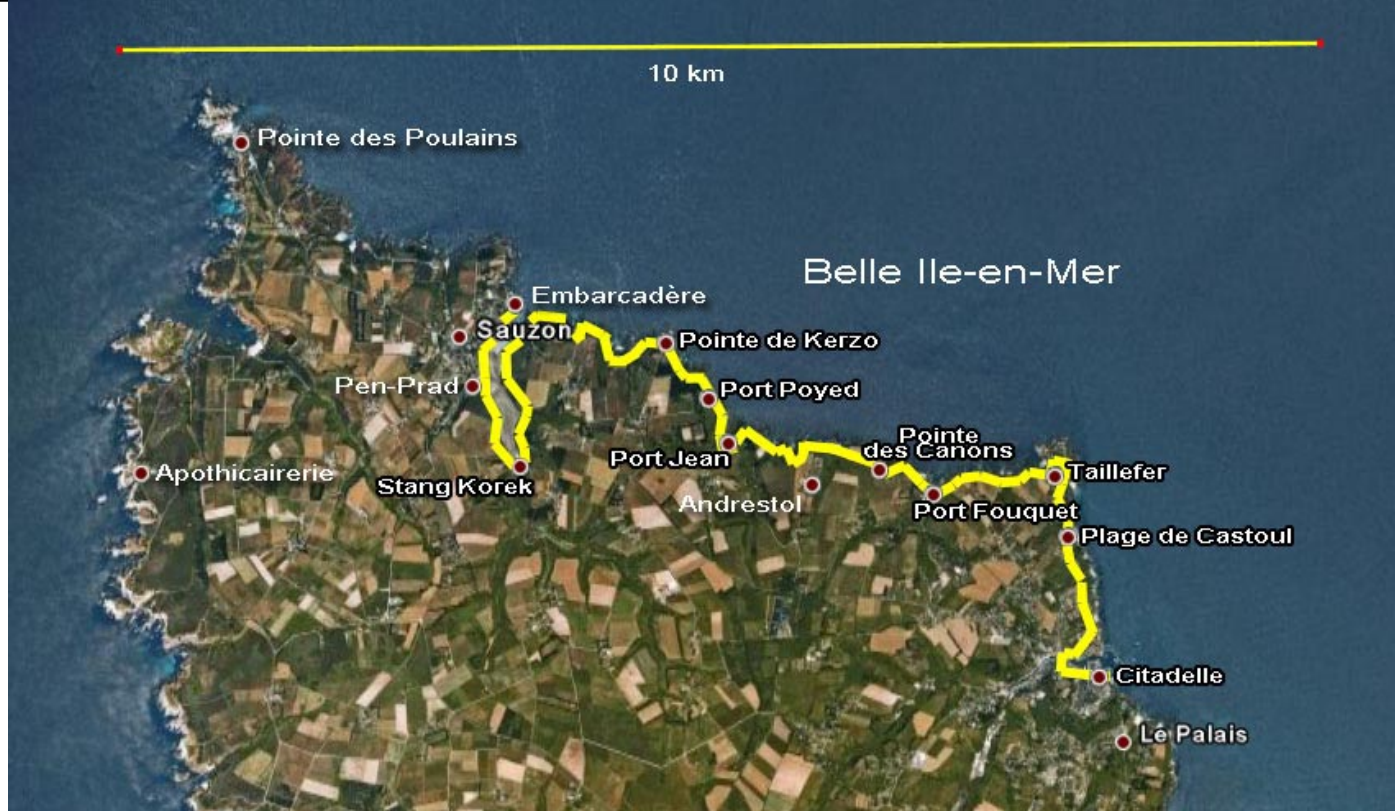 10 km
Pointe des Poulains
Belle Ile-en-Mer
Embarcadère
Sauzon
Pointe de Kerzo
Pen-Prad
Port Poyed
Pointe
des Canons
Port Jean
Apothicairerie
Taillefer
Stang Korek
Andrestol
Port Fouquet
Plage de Castoul
Citadelle
Le Palais